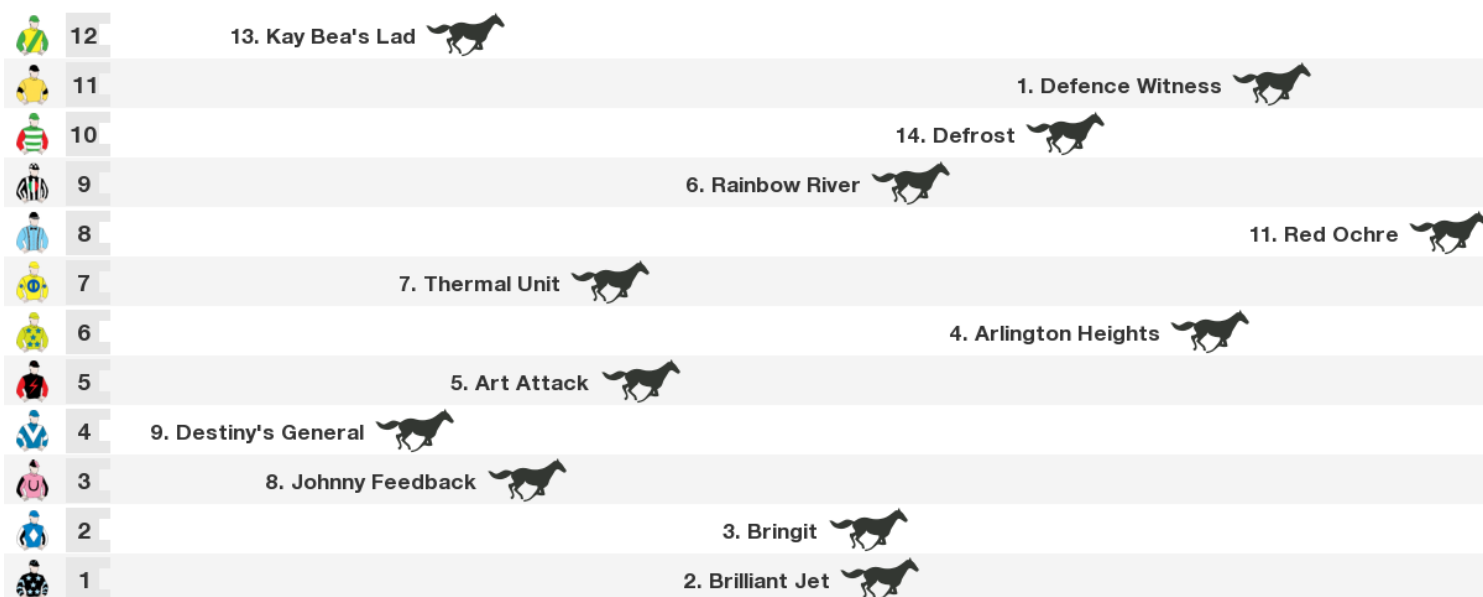 12 13. Kay Bea's Lad
11 1. Defence Witness
10 14. Defrost
9 6. Rainbow River
8 11. Red Ochre
7 7. Thermal Unit
6 4. Arlington Heights
5 5. Art Attack
4 9. Destiny's General
3 8. Johnny Feedback
2 3. Bringit
1 2. Brilliant Jet